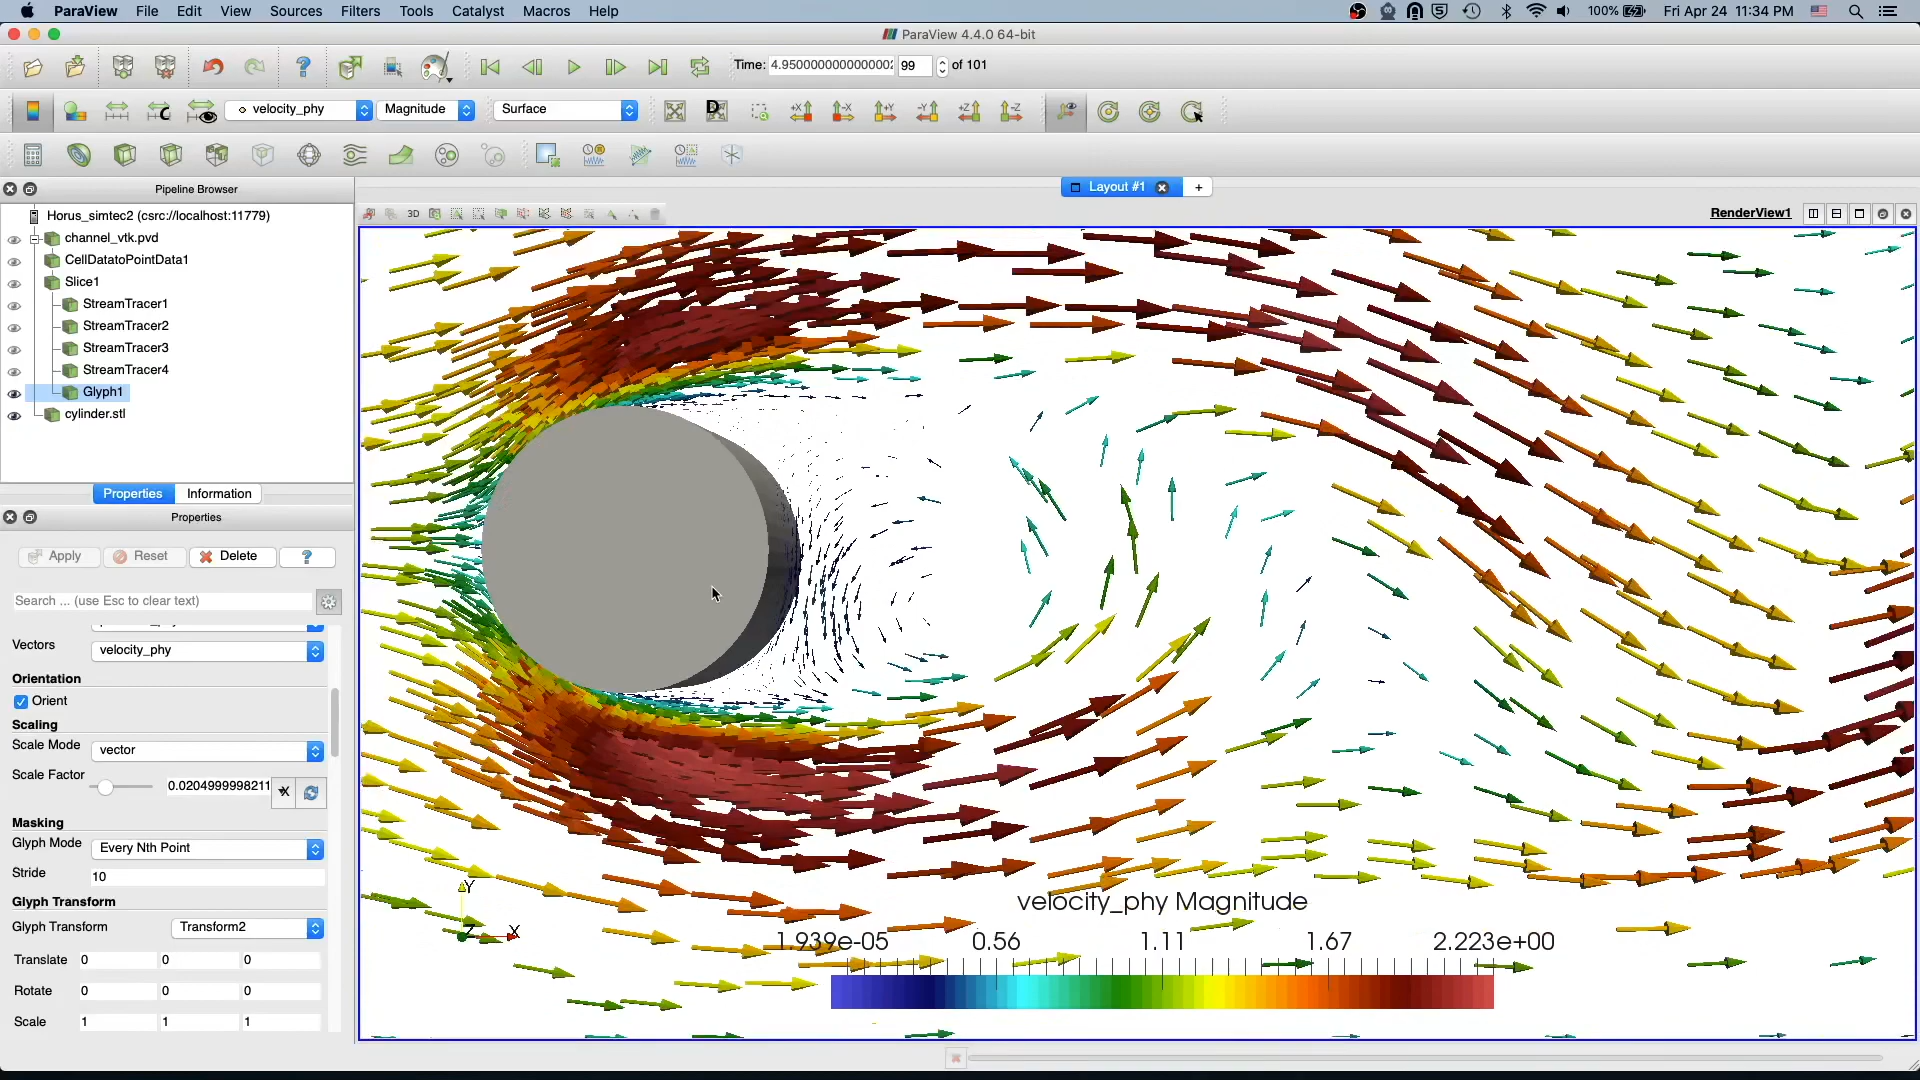 ParaView File Edit View Sources Filters Tools Catalyst Macros Help 100% Fri Apr 24 11:34 PM
ParaView 4.4.0 64-bit
Time: 4.9500000000000002 99 of 101
velocity_phy Magnitude Surface
Pipeline Browser
Layout #1 +
3D RenderView1
Horus_simtec2 (csrc://localhost:11779)
channel_vtk.pvd
CellDatatoPointData1
Slice1
StreamTracer1
StreamTracer2
StreamTracer3
StreamTracer4
Glyph1
cylinder.stl
Properties Information
Properties
Apply Reset Delete ?
Search ... (use Esc to clear text)
Vectors velocity_phy
Orientation
Orient
Scaling
Scale Mode vector
Scale Factor 0.0204999998211
Masking
Glyph Mode Every Nth Point
Stride 10
Glyph Transform
Glyph Transform Transform2
Translate 0 0 0
Rotate 0 0 0
Scale 1 1 1
Y
Z X
velocity_phy Magnitude
1.939e-05 0.56 1.11 1.67 2.223e+00